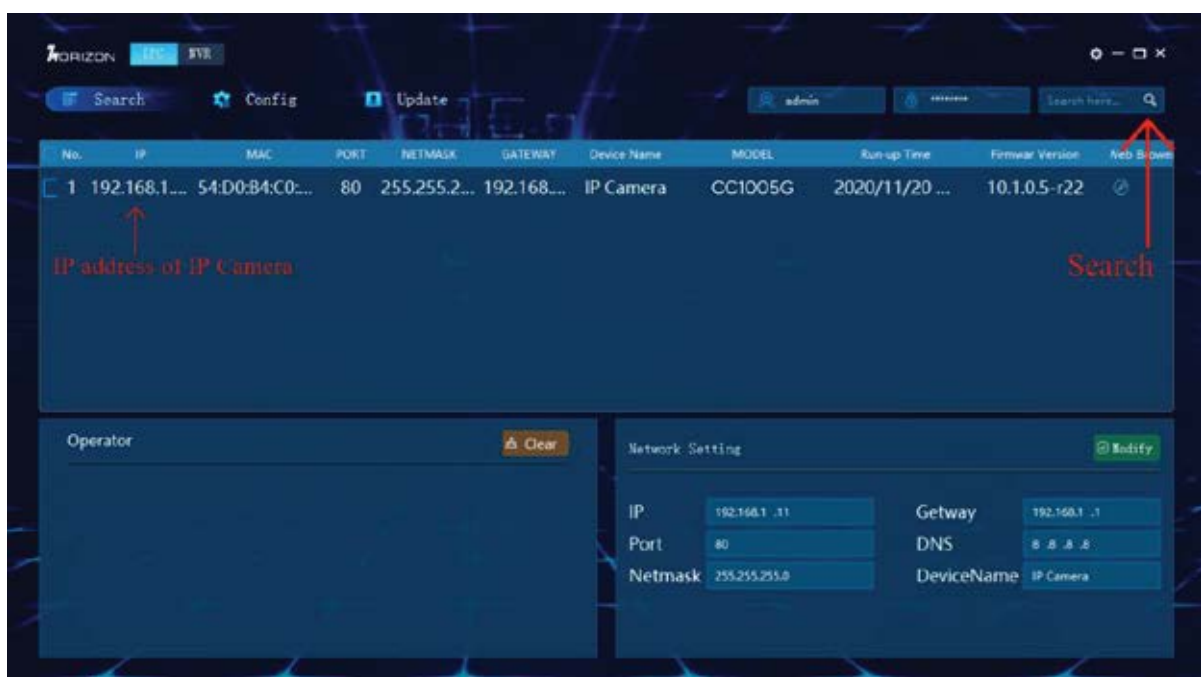 HORIZON IPC NVR
Search Config Update admin ******** Search here...
No. IP MAC PORT NETMASK GATEWAY Device Name MODEL Run-up Time Firmwar Version Web Brows
1 192.168.1.... 54:D0:B4:C0:... 80 255.255.2... 192.168.... IP Camera CC1005G 2020/11/20 ... 10.1.0.5-r22
IP address of IP Camera
Search
Operator Clear
Network Setting Modify
IP 192.168.1 .11 Getway 192.168.1 .1
Port 80 DNS 8 .8 .8 .8
Netmask 255.255.255.0 DeviceName IP Camera